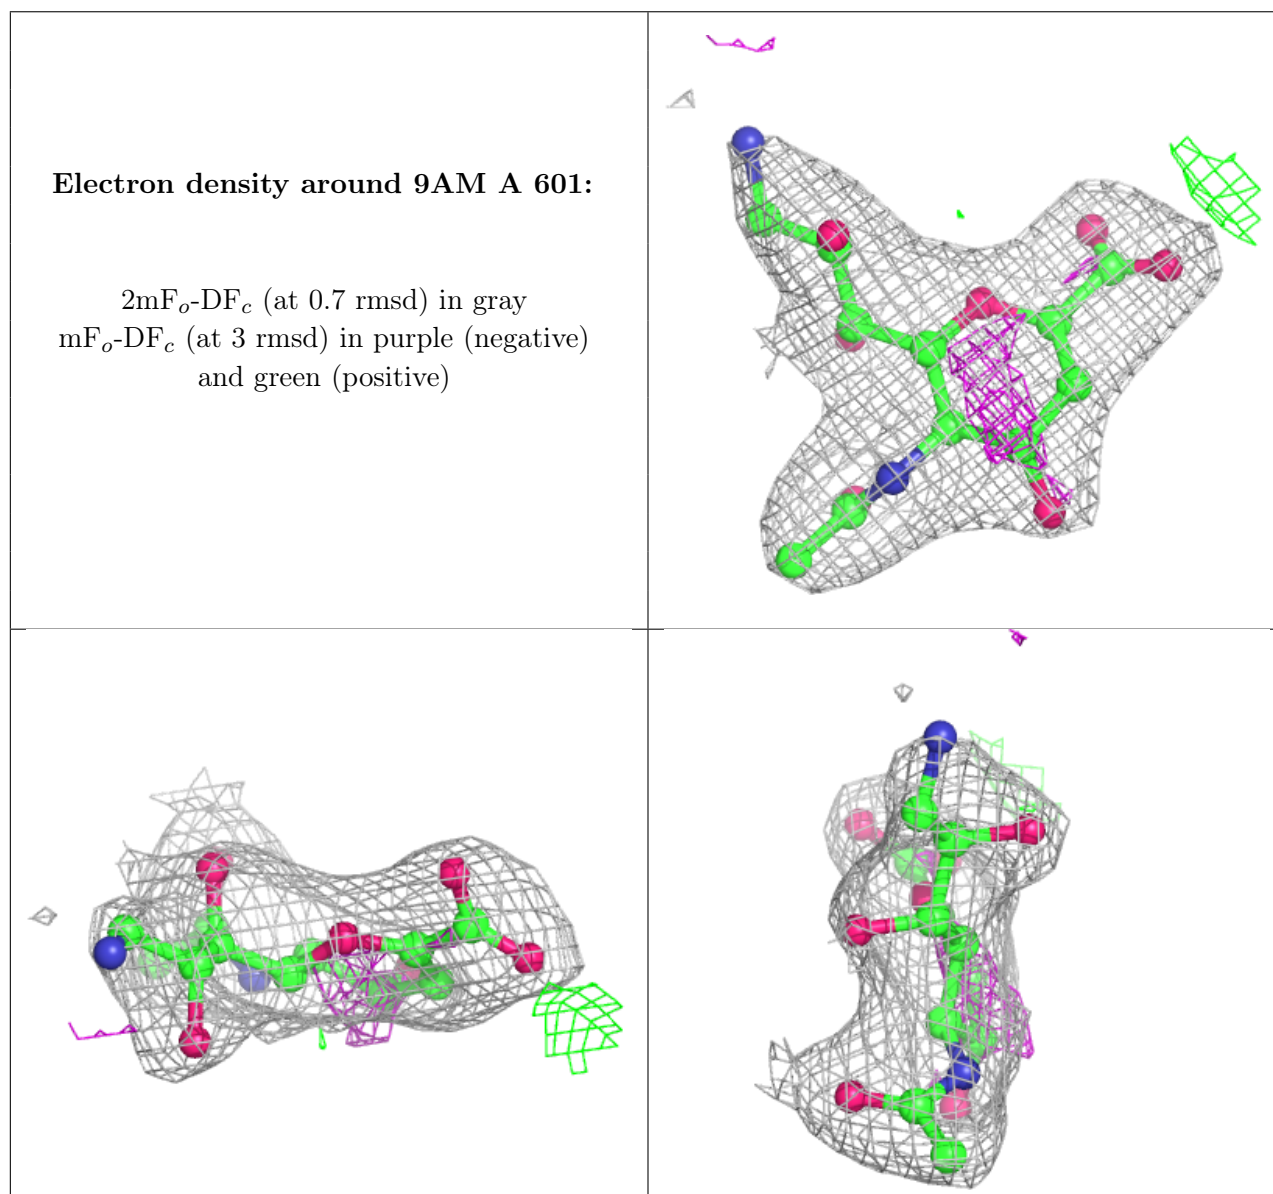 Electron density around 9AM A 601:
2mFo-DFc (at 0.7 rmsd) in gray
mFo-DFc (at 3 rmsd) in purple (negative)
and green (positive)